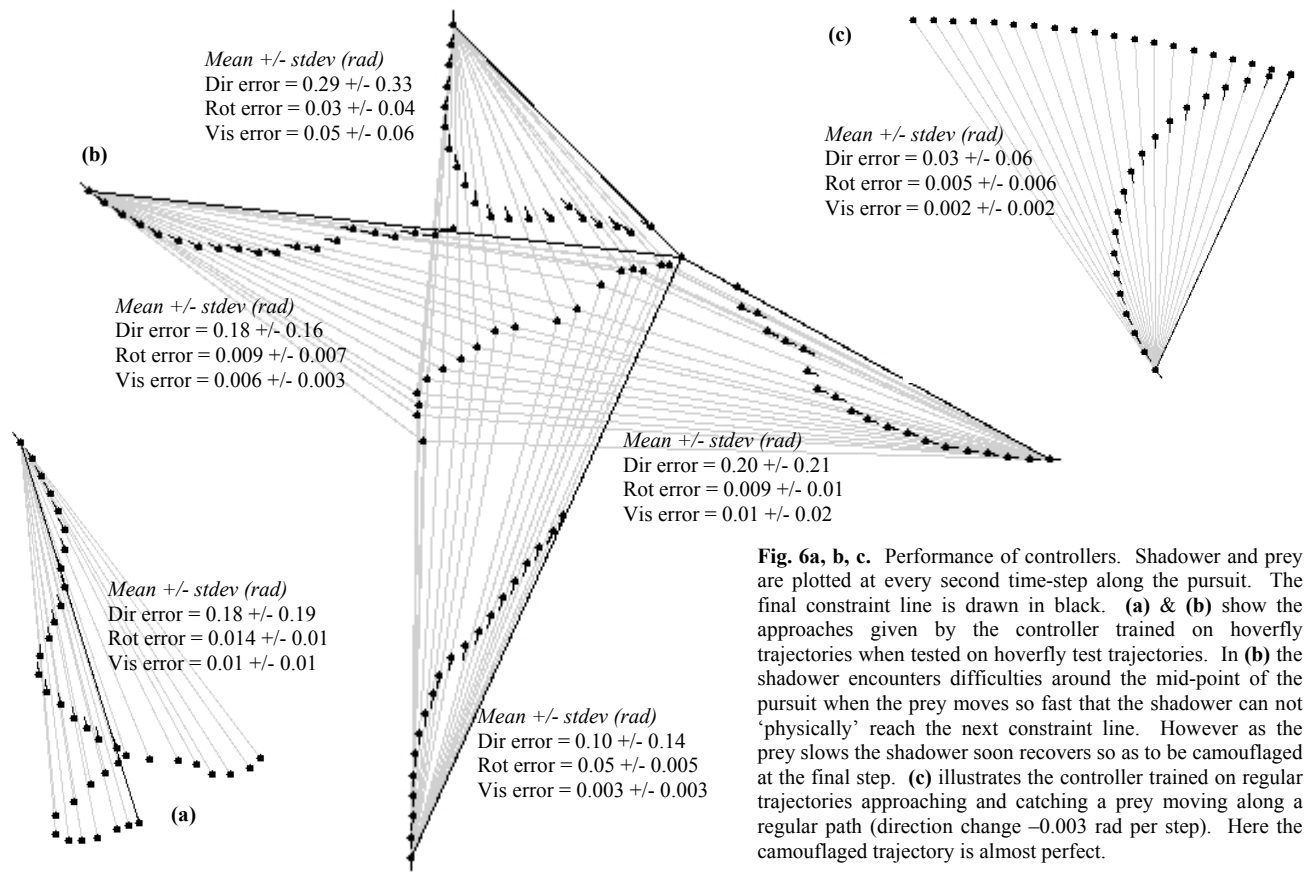 Mean +/- stdev (rad)
Dir error = 0.29 +/- 0.33
Rot error = 0.03 +/- 0.04
Vis error = 0.05 +/- 0.06
(b)
Mean +/- stdev (rad)
Dir error = 0.18 +/- 0.16
Rot error = 0.009 +/- 0.007
Vis error = 0.006 +/- 0.003
(c)
Mean +/- stdev (rad)
Dir error = 0.03 +/- 0.06
Rot error = 0.005 +/- 0.006
Vis error = 0.002 +/- 0.002
Mean +/- stdev (rad)
Dir error = 0.20 +/- 0.21
Rot error = 0.009 +/- 0.01
Vis error = 0.01 +/- 0.02
Mean +/- stdev (rad)
Dir error = 0.18 +/- 0.19
Rot error = 0.014 +/- 0.01
Vis error = 0.01 +/- 0.01
(a)
Mean +/- stdev (rad)
Dir error = 0.10 +/- 0.14
Rot error = 0.05 +/- 0.005
Vis error = 0.003 +/- 0.003
Fig. 6a, b, c. Performance of controllers. Shadower and prey
are plotted at every second time-step along the pursuit. The
final constraint line is drawn in black. (a) & (b) show the
approaches given by the controller trained on hoverfly
trajectories when tested on hoverfly test trajectories. In (b) the
shadower encounters difficulties around the mid-point of the
pursuit when the prey moves so fast that the shadower can not
‘physically’ reach the next constraint line. However as the
prey slows the shadower soon recovers so as to be camouflaged
at the final step. (c) illustrates the controller trained on regular
trajectories approaching and catching a prey moving along a
regular path (direction change –0.003 rad per step). Here the
camouflaged trajectory is almost perfect.